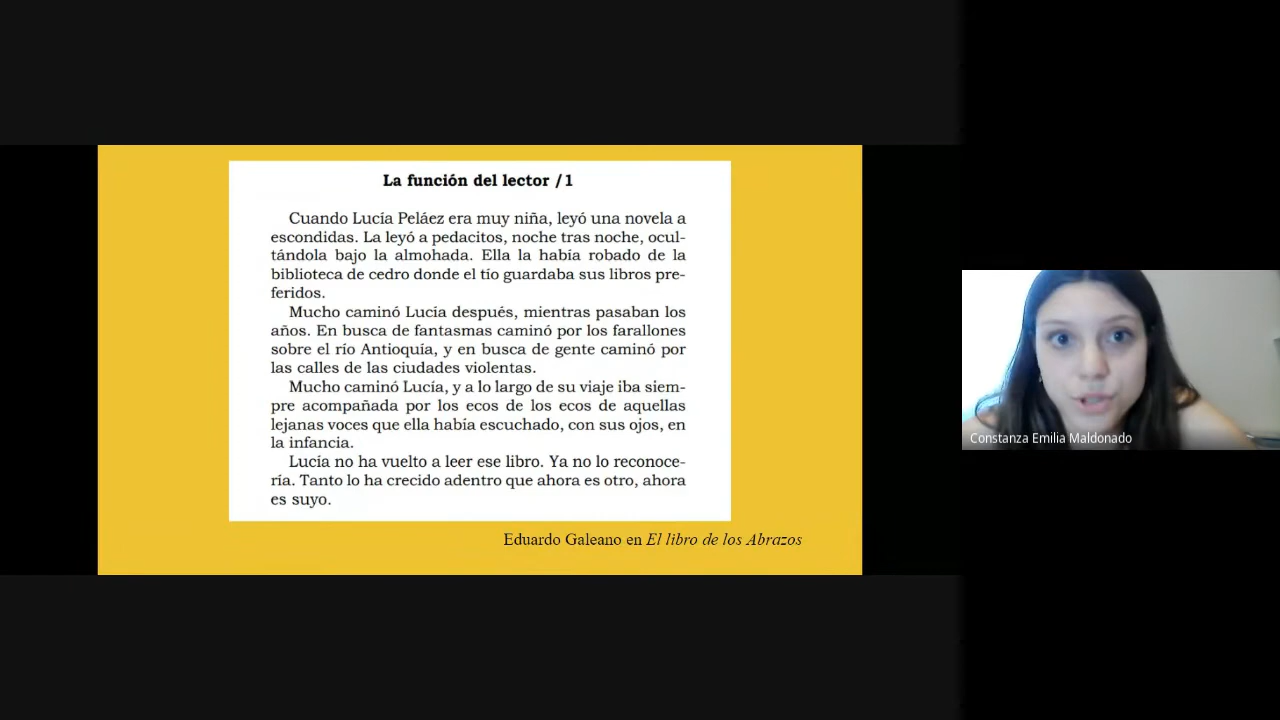 La función del lector /1
Cuando Lucía Peláez era muy niña, leyó una novela a
escondidas. La leyó a pedacitos, noche tras noche, ocul-
tándola bajo la almohada. Ella la había robado de la
biblioteca de cedro donde el tío guardaba sus libros pre-
feridos.
Mucho caminó Lucía después, mientras pasaban los
años. En busca de fantasmas caminó por los farallones
sobre el río Antioquía, y en busca de gente caminó por
las calles de las ciudades violentas.
Mucho caminó Lucía, y a lo largo de su viaje iba siem-
pre acompañada por los ecos de los ecos de aquellas
lejanas voces que ella había escuchado, con sus ojos, en
la infancia.
Lucía no ha vuelto a leer ese libro. Ya no lo reconoce-
ría. Tanto lo ha crecido adentro que ahora es otro, ahora
es suyo.
Eduardo Galeano en El libro de los Abrazos
Constanza Emilia Maldonado